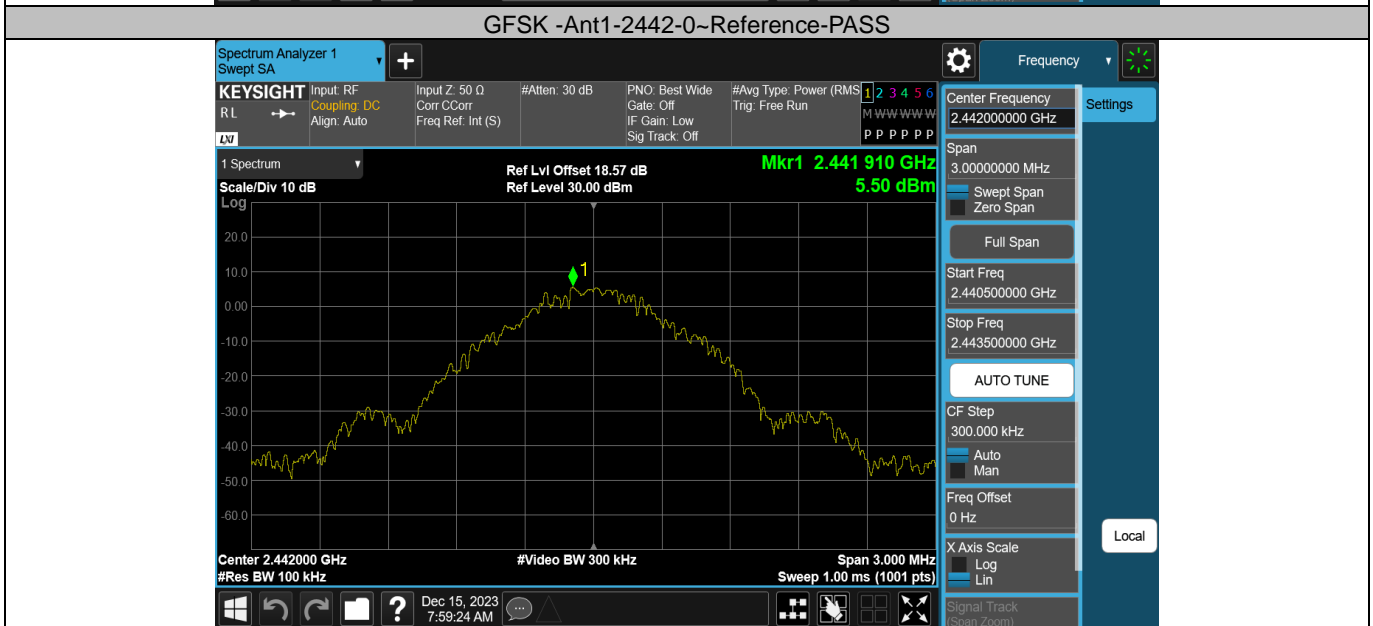 GFSK -Ant1-2442-0~Reference-PASS
Spectrum Analyzer 1
Swept SA
+
Frequency
KEYSIGHT
RL
LXI
Input: RF
Coupling: DC
Align: Auto
Input Z: 50 Ω
Corr CCorr
Freq Ref: Int (S)
#Atten: 30 dB
PNO: Best Wide
Gate: Off
IF Gain: Low
Sig Track: Off
#Avg Type: Power (RMS
Trig: Free Run
1 2 3 4 5 6
M W W W W W
P P P P P P
1 Spectrum
Scale/Div 10 dB
Log
Ref Lvl Offset 18.57 dB
Ref Level 30.00 dBm
Mkr1 2.441 910 GHz
5.50 dBm
1
20.0
10.0
0.00
-10.0
-20.0
-30.0
-40.0
-50.0
-60.0
Center 2.442000 GHz
#Res BW 100 kHz
#Video BW 300 kHz
Span 3.000 MHz
Sweep 1.00 ms (1001 pts)
Center Frequency
2.442000000 GHz
Settings
Span
3.00000000 MHz
Swept Span
Zero Span
Full Span
Start Freq
2.440500000 GHz
Stop Freq
2.443500000 GHz
AUTO TUNE
CF Step
300.000 kHz
Auto
Man
Freq Offset
0 Hz
X Axis Scale
Log
Lin
Local
Signal Track
(Span Zoom)
?
Dec 15, 2023
7:59:24 AM